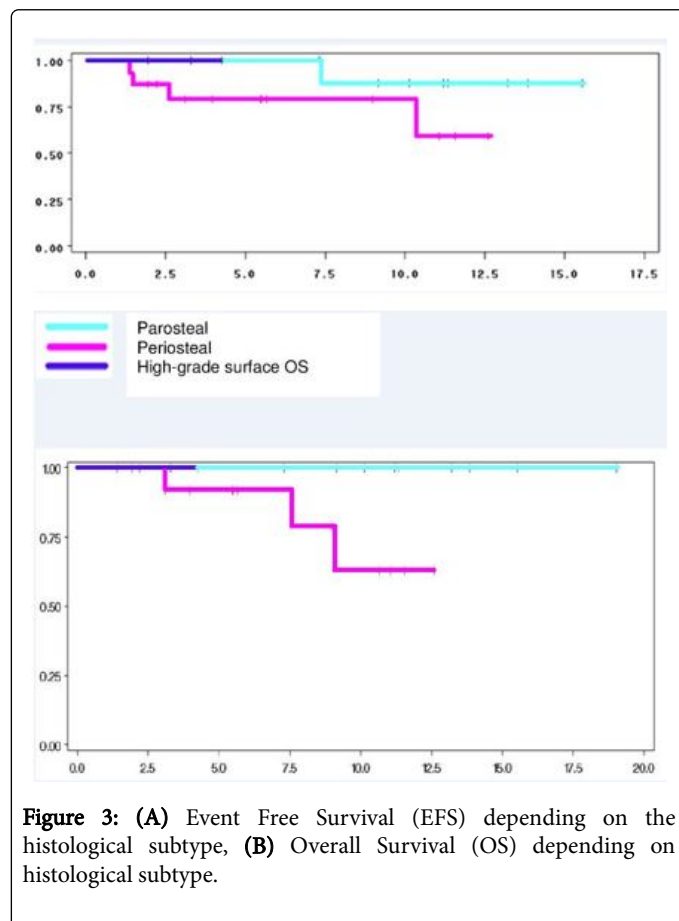 1.00
0.75
0.50
0.25
0.00
0.0 2.5 5.0 7.5 10.0 12.5 15.0 17.5
Parosteal
Periosteal
High-grade surface OS
1.00
0.75
0.50
0.25
0.00
0.0 2.5 5.0 7.5 10.0 12.5 15.0 17.5 20.0
Figure 3: (A) Event Free Survival (EFS) depending on the
histological subtype, (B) Overall Survival (OS) depending on
histological subtype.